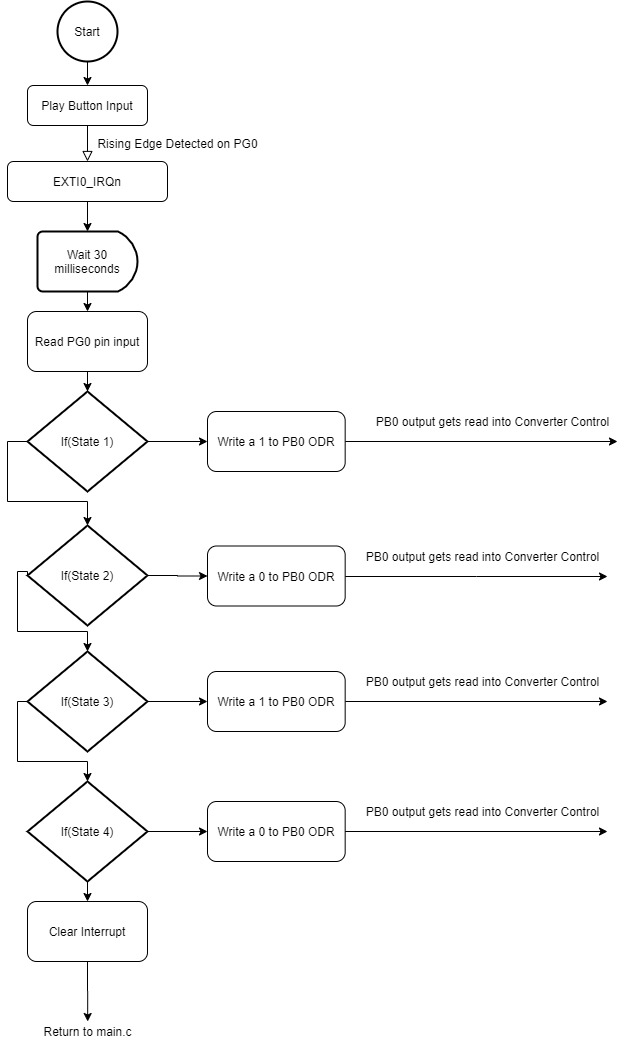 Start
Play Button Input
Rising Edge Detected on PG0
EXTI0_IRQn
Wait 30
milliseconds
Read PG0 pin input
If(State 1)
Write a 1 to PB0 ODR
PB0 output gets read into Converter Control
If(State 2)
Write a 0 to PB0 ODR
PB0 output gets read into Converter Control
If(State 3)
Write a 1 to PB0 ODR
PB0 output gets read into Converter Control
If(State 4)
Write a 0 to PB0 ODR
PB0 output gets read into Converter Control
Clear Interrupt
Return to main.c